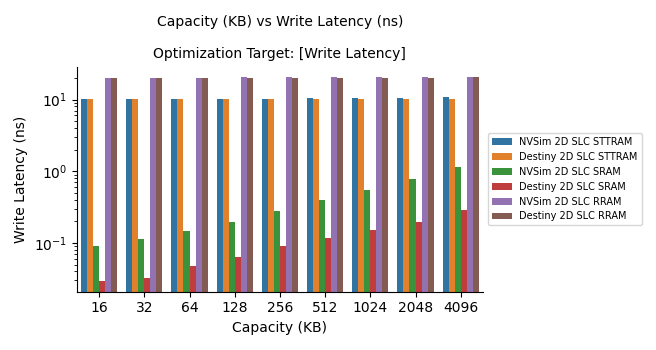 Capacity (KB) vs Write Latency (ns)
Optimization Target: [Write Latency]
Write Latency (ns)
10¹
10⁰
10⁻¹
16 32 64 128 256 512 1024 2048 4096
Capacity (KB)
NVSim 2D SLC STTRAM
Destiny 2D SLC STTRAM
NVSim 2D SLC SRAM
Destiny 2D SLC SRAM
NVSim 2D SLC RRAM
Destiny 2D SLC RRAM